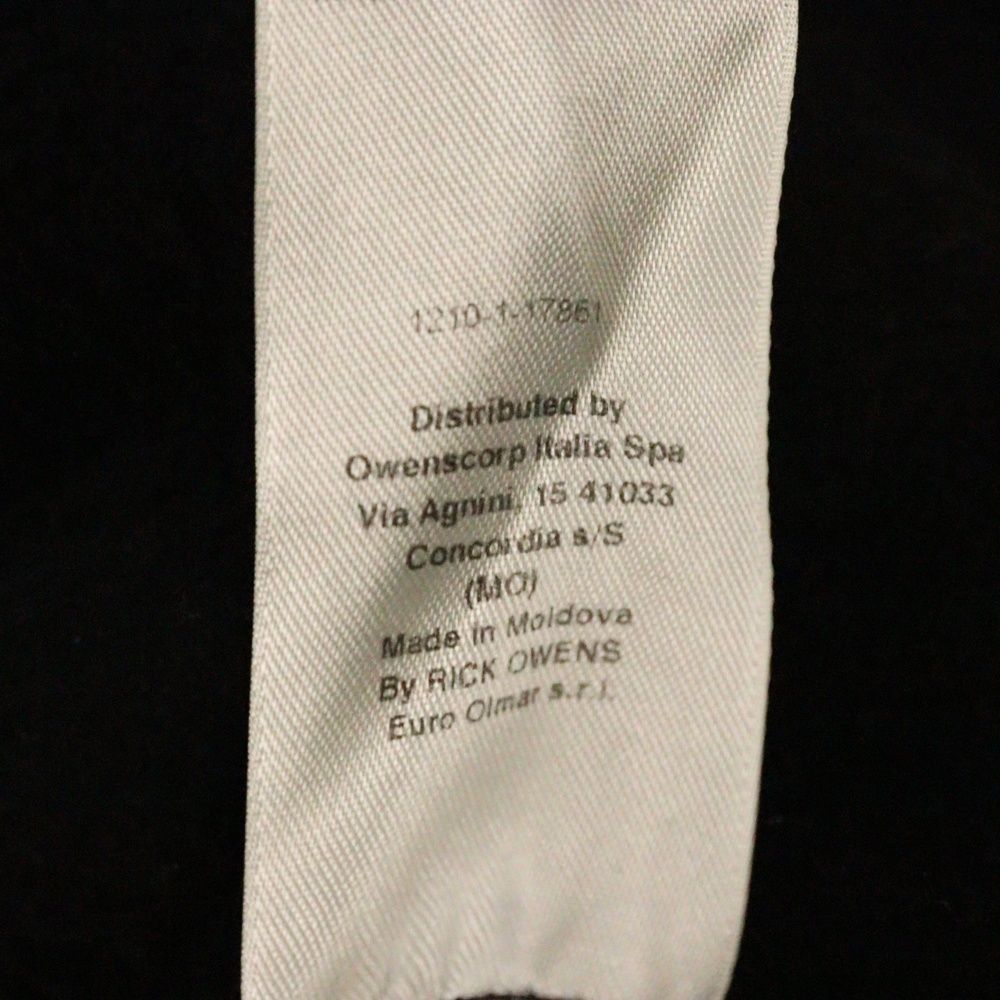 1210-1-17861
Distributed by
Owenscorp Italia Spa
Via Agnini, 15 41033
Concordia s/S
(MO)
Made in Moldova
By RICK OWENS
Euro Olmar s.r.l.